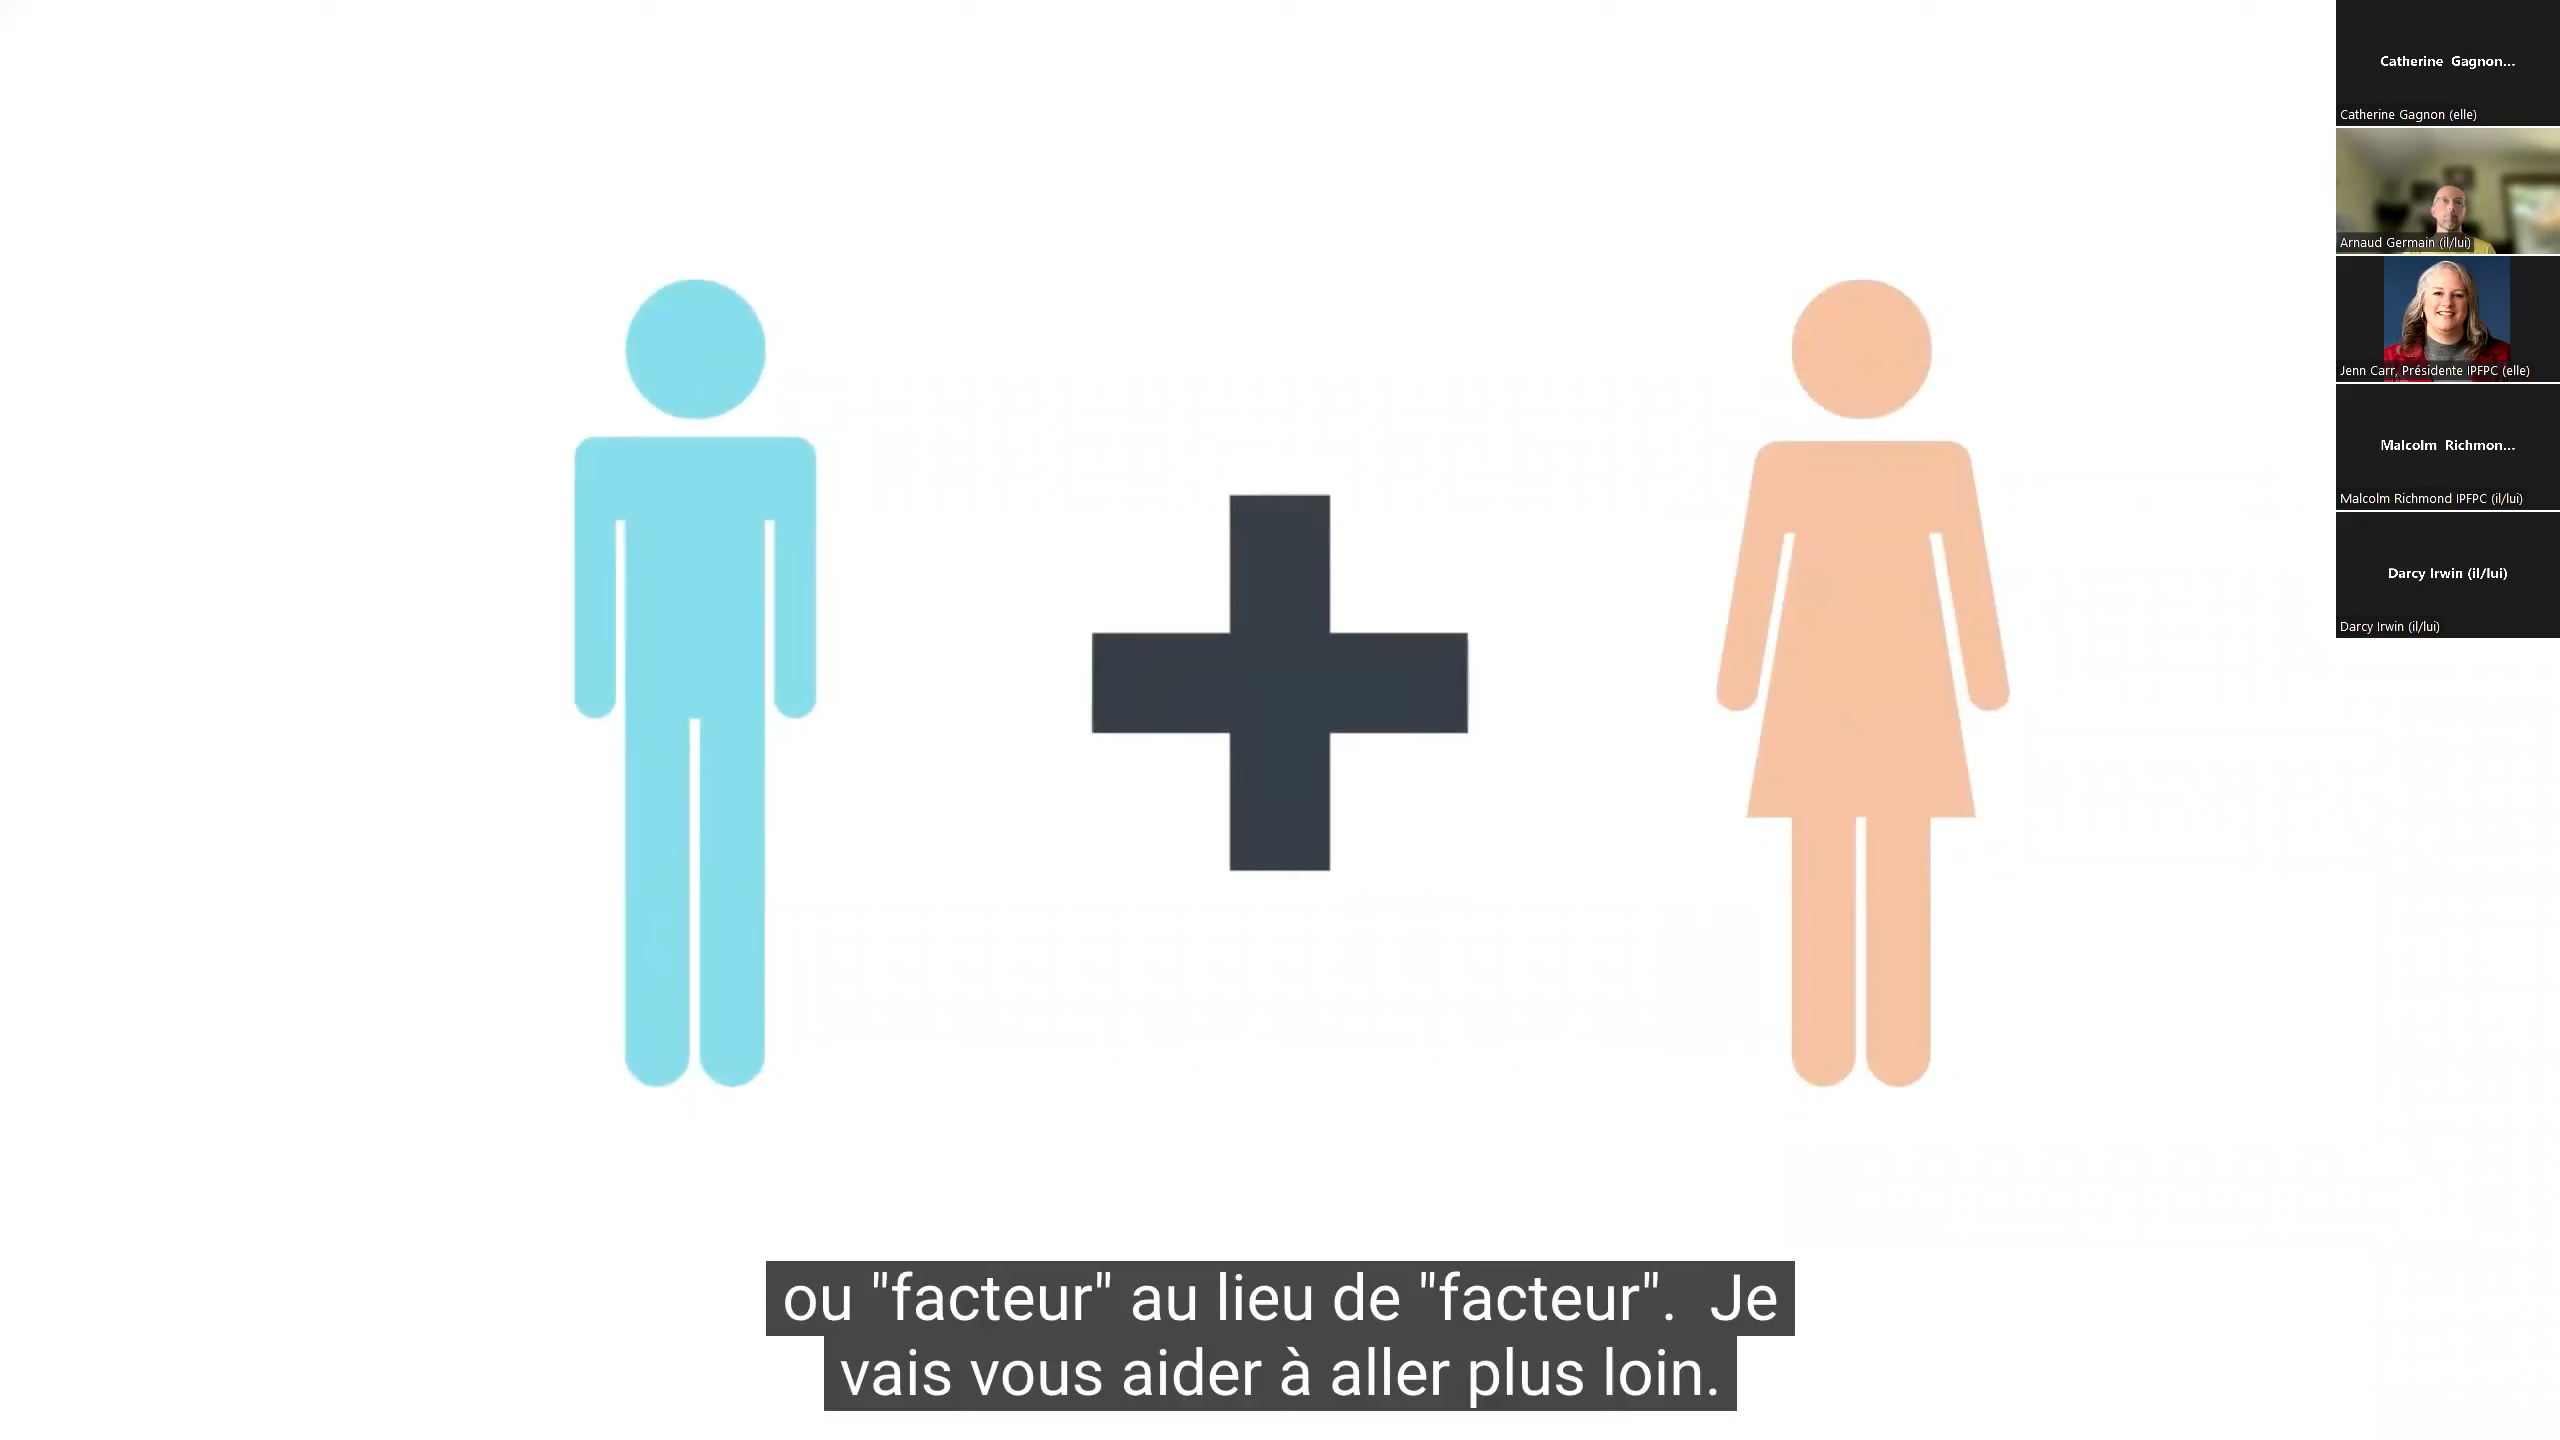 Catherine Gagnon...
Catherine Gagnon (elle)
Arnaud Germain (il/lui)
Jenn Carr, Présidente IPFPC (elle)
Malcolm Richmon...
Malcolm Richmond IPFPC (il/lui)
Darcy Irwin (il/lui)
Darcy Irwin (il/lui)
ou "facteur" au lieu de "facteur". Je
vais vous aider à aller plus loin.